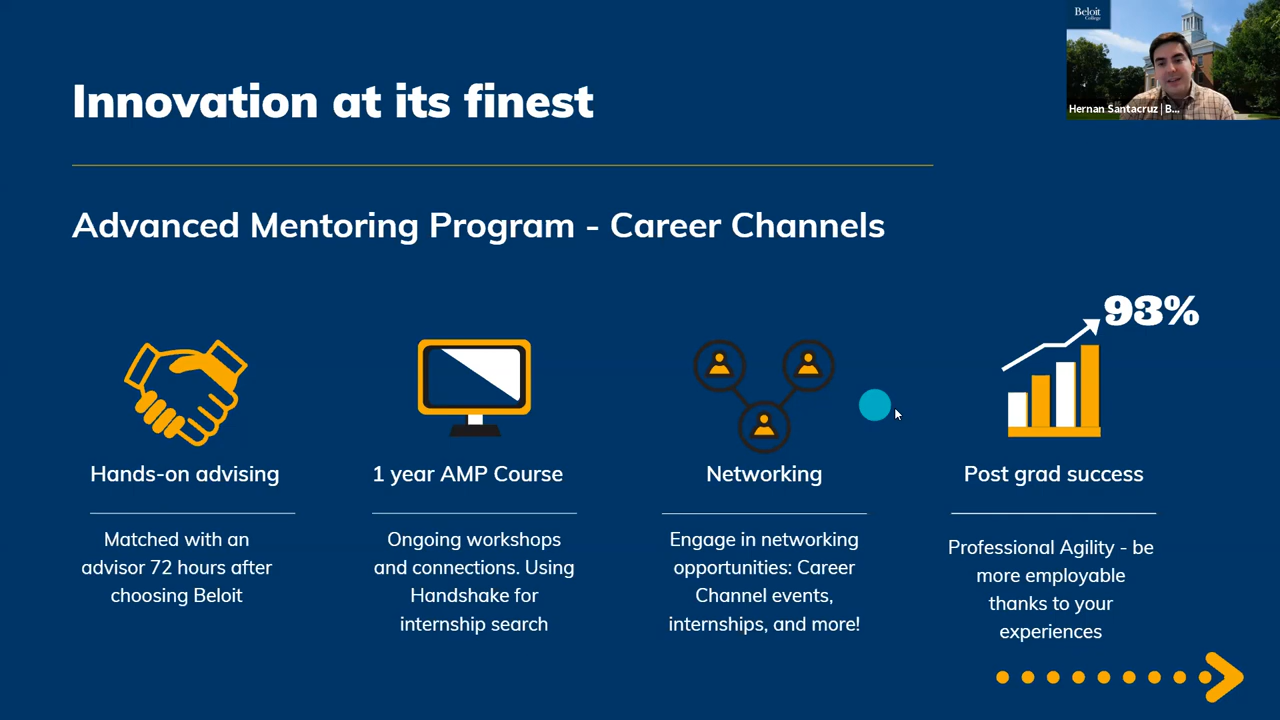 Beloit
College
Hernan Santacruz | B...
Innovation at its finest
Advanced Mentoring Program - Career Channels
93%
Hands-on advising
Matched with an
advisor 72 hours after
choosing Beloit
1 year AMP Course
Ongoing workshops
and connections. Using
Handshake for
internship search
Networking
Engage in networking
opportunities: Career
Channel events,
internships, and more!
Post grad success
Professional Agility - be
more employable
thanks to your
experiences